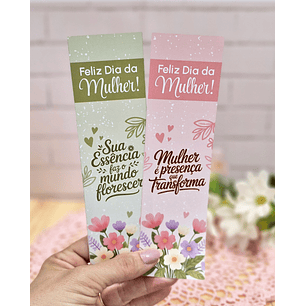 Feliz Dia da
Mulher!
Sua
Essência
faz o
mundo
florescer
Feliz Dia da
Mulher!
Mulher
é presença
que
Transforma